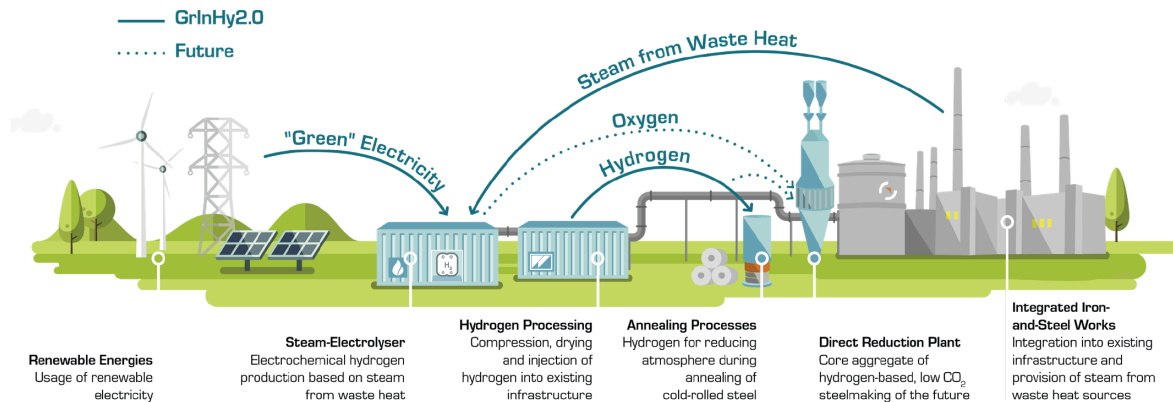 GrInHy2.0
Future
Steam from Waste Heat
Oxygen
"Green" Electricity
Hydrogen
H₂
Renewable Energies
Usage of renewable
electricity
Steam-Electrolyser
Electrochemical hydrogen
production based on steam
from waste heat
Hydrogen Processing
Compression, drying
and injection of
hydrogen into existing
infrastructure
Annealing Processes
Hydrogen for reducing
atmosphere during
annealing of
cold-rolled steel
Direct Reduction Plant
Core aggregate of
hydrogen-based, low CO₂
steelmaking of the future
Integrated Iron-
and-Steel Works
Integration into existing
infrastructure and
provision of steam from
waste heat sources